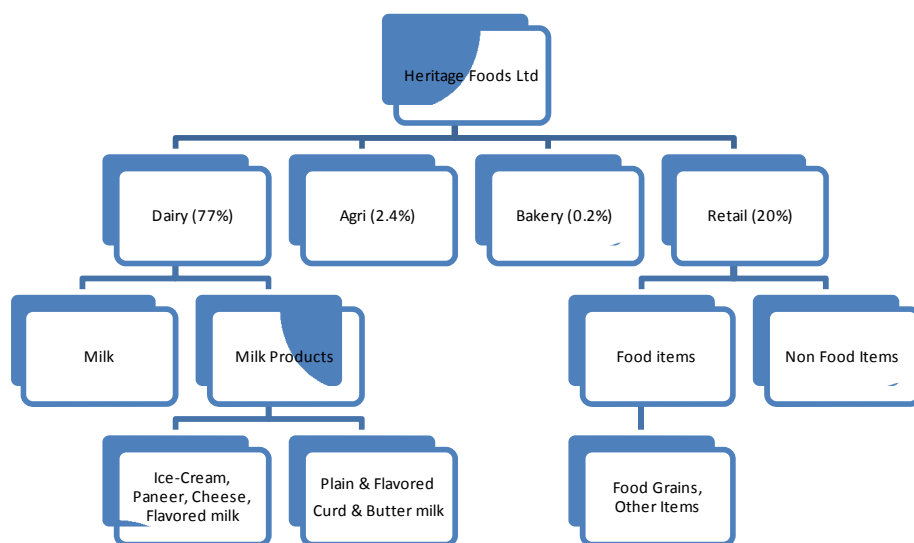 Heritage Foods Ltd
Dairy (77%)
Agri (2.4%)
Bakery (0.2%)
Retail (20%)
Milk
Milk Products
Food items
Non Food Items
Ice-Cream,
Paneer, Cheese,
Flavored milk
Plain & Flavored
Curd & Butter milk
Food Grains,
Other Items